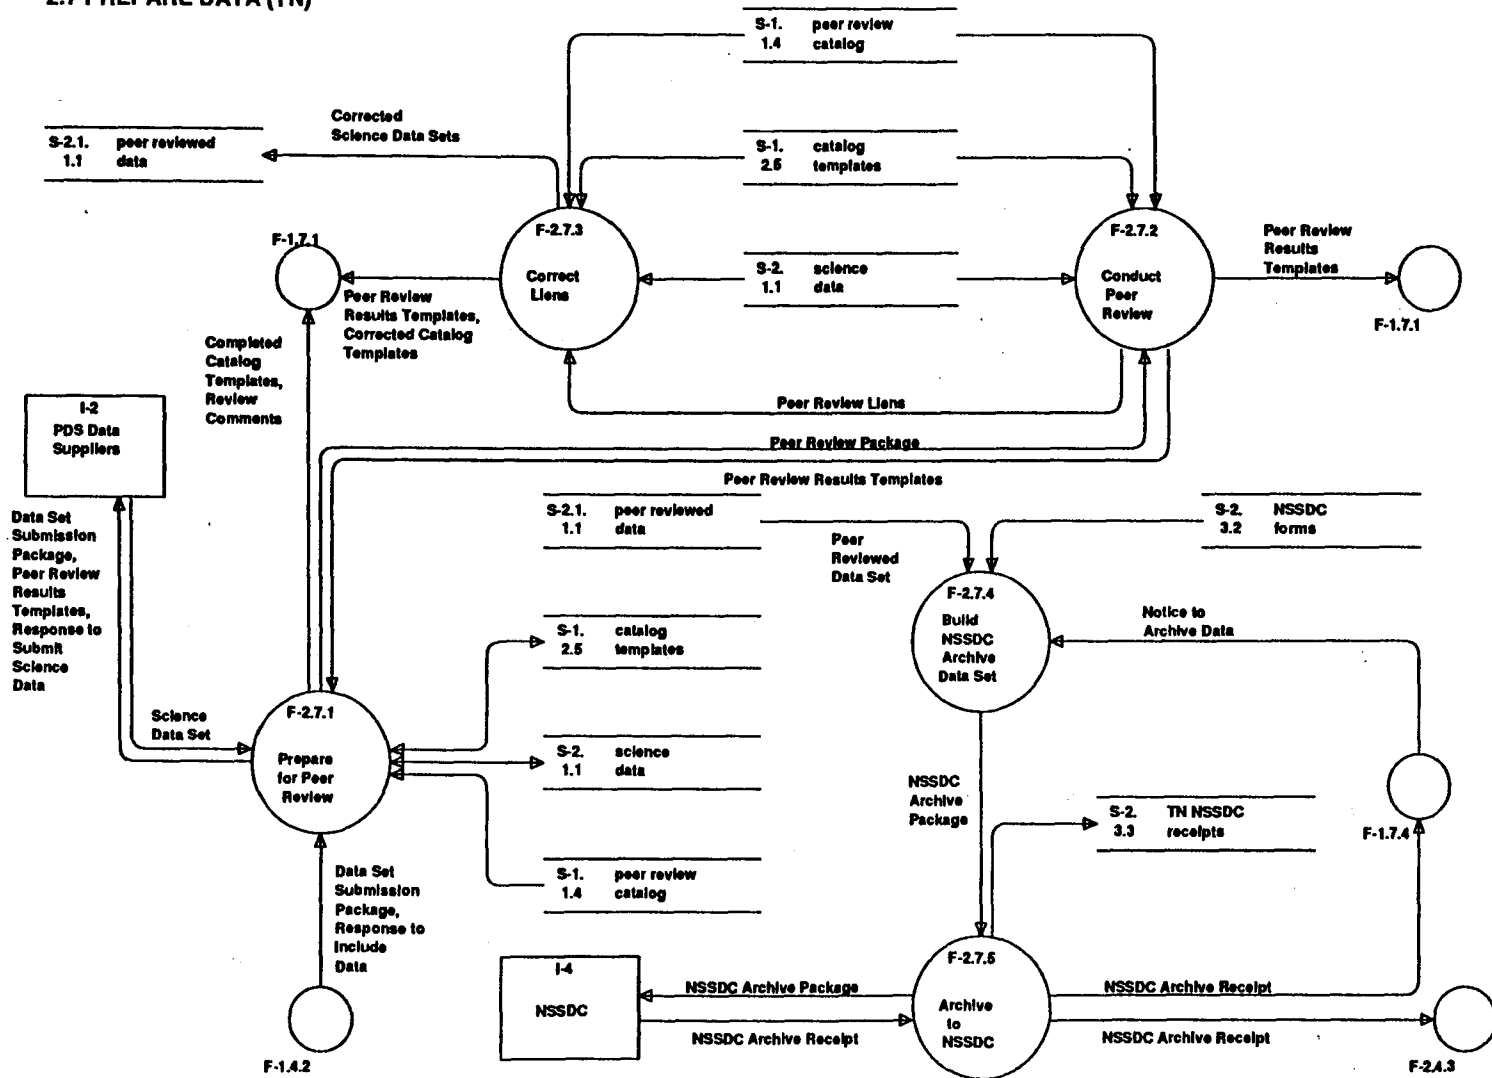 2.7 PREPARE DATA (TN)
S-1. peer review
1.4 catalog
Corrected
Science Data Sets
S-2.1. peer reviewed
1.1 data
S-1. catalog
2.5 templates
F-1.7.1
F-2.7.3
Correct
Liens
S-2. science
1.1 data
F-2.7.2
Conduct
Peer
Review
Peer Review
Results
Templates
F-1.7.1
Peer Review
Results Templates,
Corrected Catalog
Templates
Completed
Catalog
Templates,
Review
Comments
Peer Review Liens
Peer Review Package
Peer Review Results Templates
I-2
PDS Data
Suppliers
Data Set
Submission
Package,
Peer Review
Results
Templates,
Response to
Submit
Science
Data
Science
Data Set
S-2.1. peer reviewed
1.1 data
Peer
Reviewed
Data Set
S-2. NSSDC
3.2 forms
F-2.7.4
Build
NSSDC
Archive
Data Set
Notice to
Archive Data
S-1. catalog
2.5 templates
F-2.7.1
Prepare
for Peer
Review
S-2. science
1.1 data
NSSDC
Archive
Package
S-2. TN NSSDC
3.3 receipts
F-1.7.4
S-1. peer review
1.4 catalog
Data Set
Submission
Package,
Response to
Include
Data
F-1.4.2
I-4
NSSDC
NSSDC Archive Package
NSSDC Archive Receipt
F-2.7.5
Archive
to
NSSDC
NSSDC Archive Receipt
NSSDC Archive Receipt
F-2.4.3